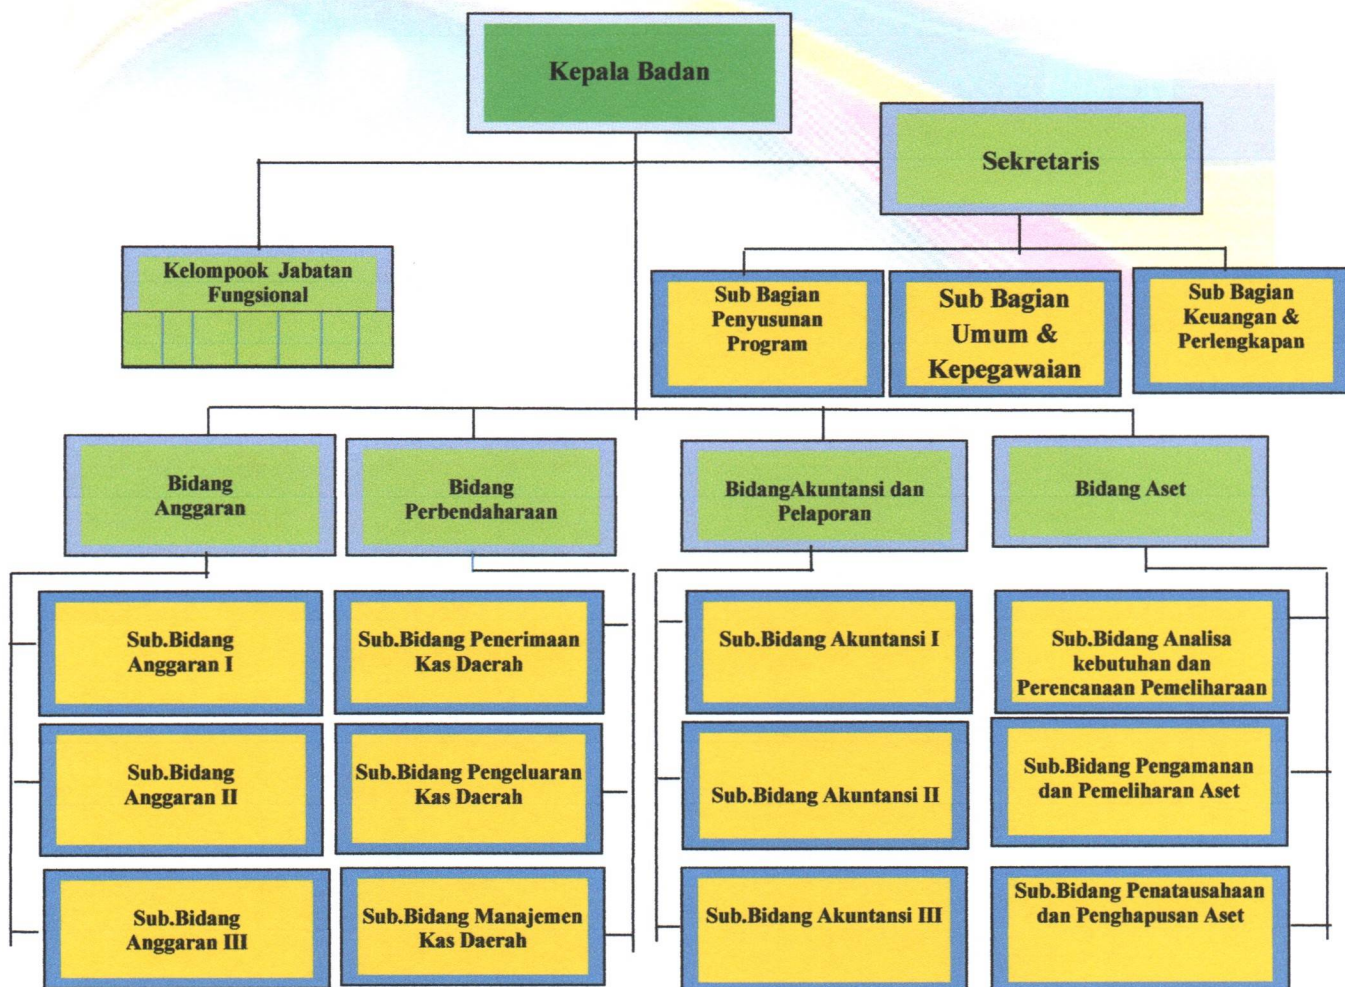 Kepala Badan
Sekretaris
Kelompook Jabatan
Fungsional
Sub Bagian
Penyusunan
Program
Sub Bagian
Umum &
Kepegawaian
Sub Bagian
Keuangan &
Perlengkapan
Bidang
Anggaran
Bidang
Perbendaharaan
BidangAkuntansi dan
Pelaporan
Bidang Aset
Sub.Bidang
Anggaran I
Sub.Bidang Penerimaan
Kas Daerah
Sub.Bidang Akuntansi I
Sub.Bidang Analisa
kebutuhan dan
Perencanaan Pemeliharaan
Sub.Bidang
Anggaran II
Sub.Bidang Pengeluaran
Kas Daerah
Sub.Bidang Akuntansi II
Sub.Bidang Pengamanan
dan Pemeliharan Aset
Sub.Bidang
Anggaran III
Sub.Bidang Manajemen
Kas Daerah
Sub.Bidang Akuntansi III
Sub.Bidang Penatausahaan
dan Penghapusan Aset